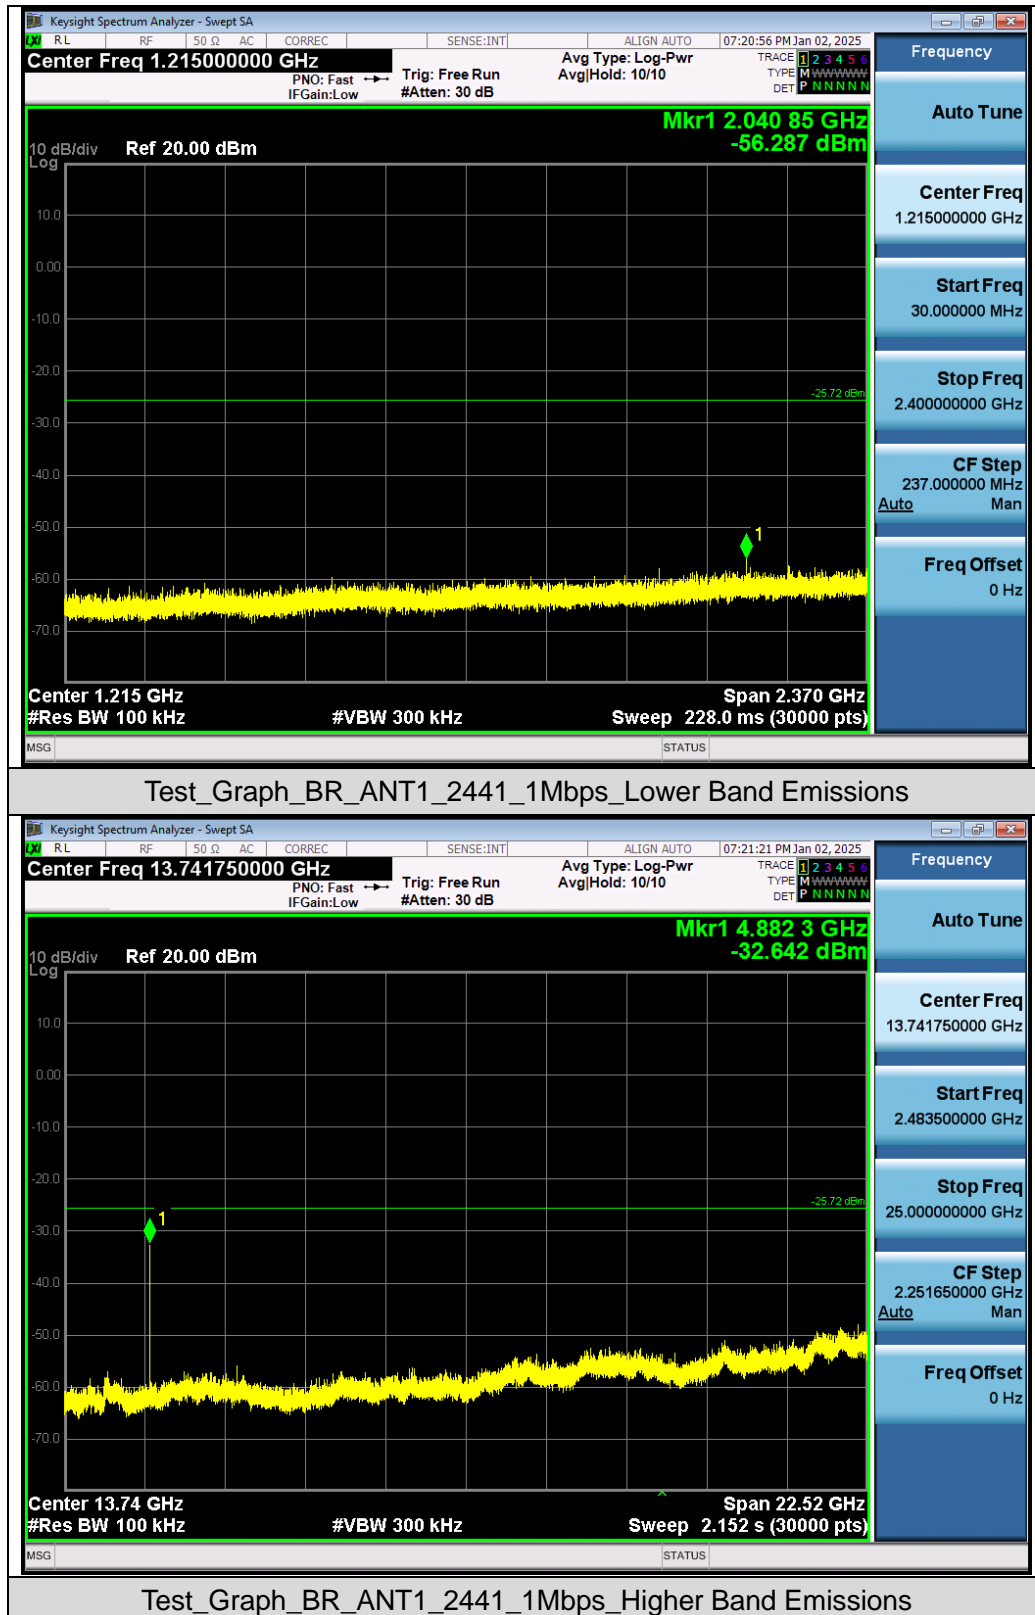 Keysight Spectrum Analyzer - Swept SA
LXI RL RF 50 Ω AC CORREC SENSE:INT ALIGN AUTO 07:20:56 PM Jan 02, 2025
Center Freq 1.215000000 GHz
PNO: Fast
IFGain:Low
Trig: Free Run
#Atten: 30 dB
Avg Type: Log-Pwr
Avg|Hold: 10/10
TRACE 1 2 3 4 5 6
TYPE M WWWWW
DET P N N N N N
Mkr1 2.040 85 GHz
-56.287 dBm
10 dB/div Ref 20.00 dBm
Log
10.0
0.00
-10.0
-20.0
-25.72 dBm
-30.0
-40.0
-50.0
1
-60.0
-70.0
Center 1.215 GHz Span 2.370 GHz
#Res BW 100 kHz #VBW 300 kHz Sweep 228.0 ms (30000 pts)
MSG STATUS
Frequency
Auto Tune
Center Freq
1.215000000 GHz
Start Freq
30.000000 MHz
Stop Freq
2.400000000 GHz
CF Step
237.000000 MHz
Auto Man
Freq Offset
0 Hz
Test_Graph_BR_ANT1_2441_1Mbps_Lower Band Emissions
Keysight Spectrum Analyzer - Swept SA
LXI RL RF 50 Ω AC CORREC SENSE:INT ALIGN AUTO 07:21:21 PM Jan 02, 2025
Center Freq 13.741750000 GHz
PNO: Fast
IFGain:Low
Trig: Free Run
#Atten: 30 dB
Avg Type: Log-Pwr
Avg|Hold: 10/10
TRACE 1 2 3 4 5 6
TYPE M WWWWW
DET P N N N N N
Mkr1 4.882 3 GHz
-32.642 dBm
10 dB/div Ref 20.00 dBm
Log
10.0
0.00
-10.0
-20.0
-25.72 dBm
1
-30.0
-40.0
-50.0
-60.0
-70.0
Center 13.74 GHz Span 22.52 GHz
#Res BW 100 kHz #VBW 300 kHz Sweep 2.152 s (30000 pts)
MSG STATUS
Frequency
Auto Tune
Center Freq
13.741750000 GHz
Start Freq
2.483500000 GHz
Stop Freq
25.000000000 GHz
CF Step
2.251650000 GHz
Auto Man
Freq Offset
0 Hz
Test_Graph_BR_ANT1_2441_1Mbps_Higher Band Emissions